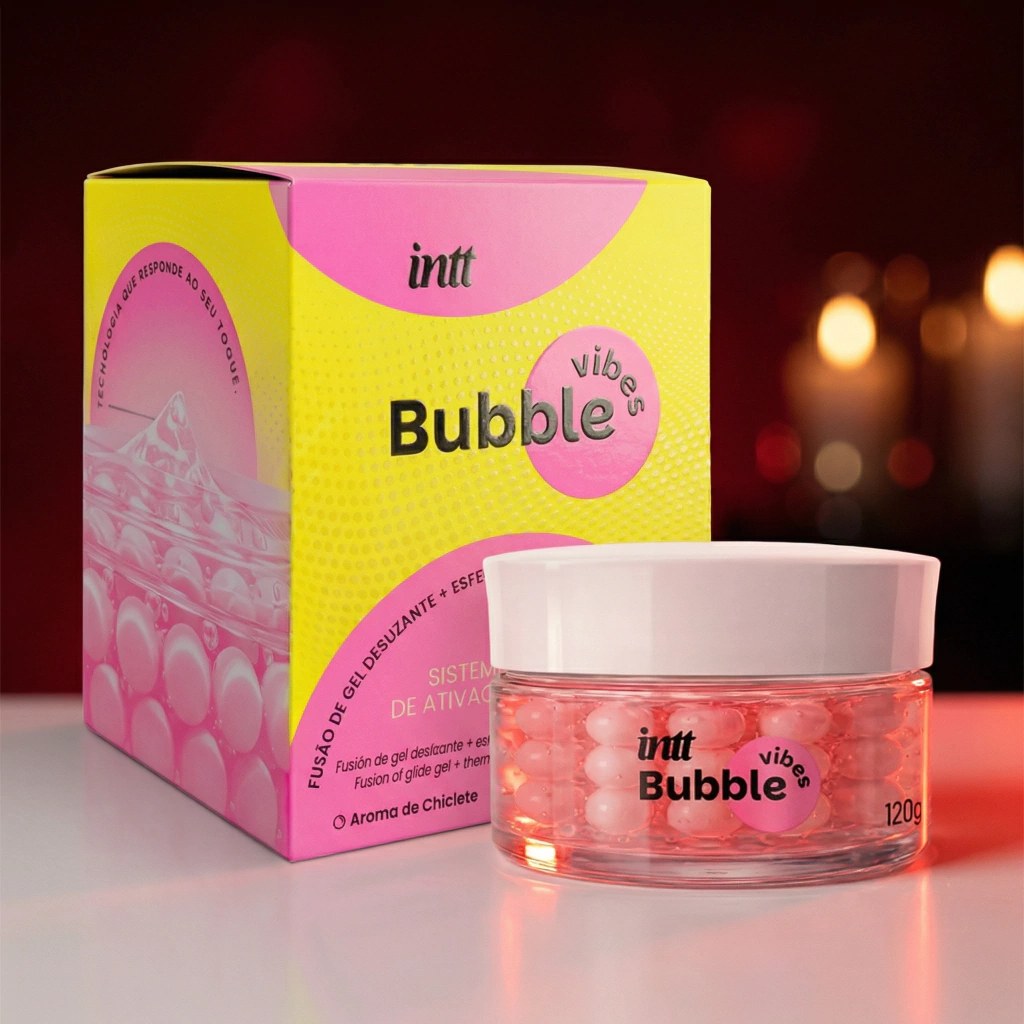 TECNOLOGIA QUE RESPONDE AO SEU TOQUE.
intt
Bubble
vibes
FUSÃO DE GEL DESUZANTE + ESFE
SISTEM
DE ATIVAÇ
Fusión de gel deslizante + esf
Fusion of glide gel + therm
Aroma de Chiclete
intt
Bubble
vibes
120g